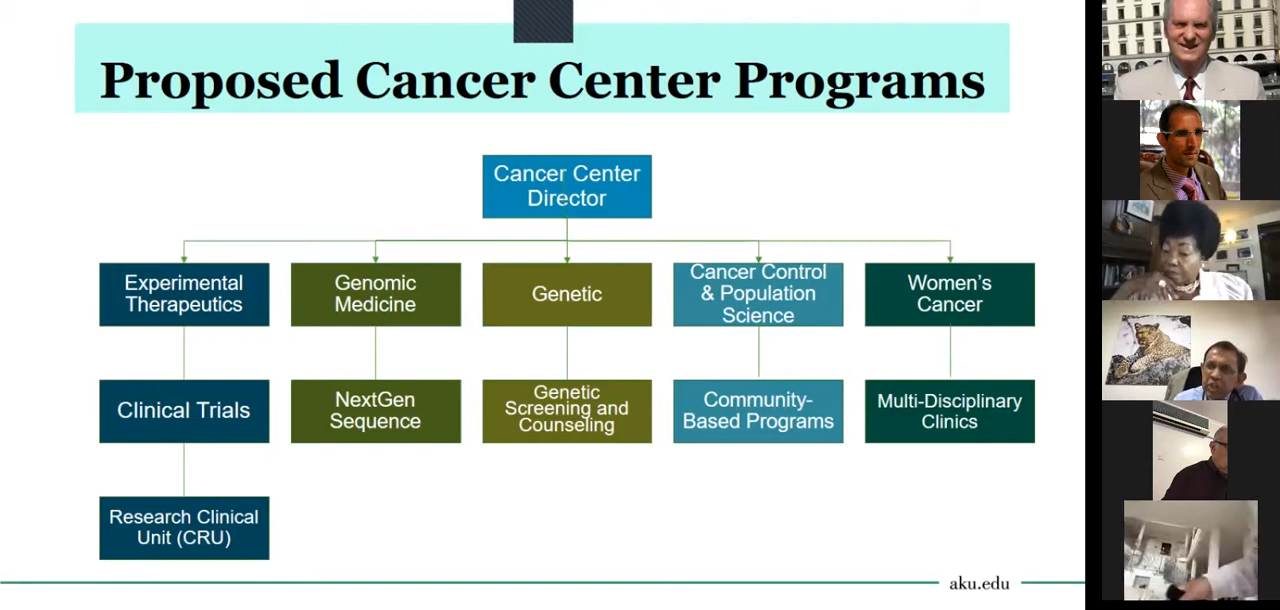 Proposed Cancer Center Programs
Cancer Center
Director
Experimental
Therapeutics
Genomic
Medicine
Genetic
Cancer Control
& Population
Science
Women's
Cancer
Clinical Trials
NextGen
Sequence
Genetic
Screening and
Counseling
Community-
Based Programs
Multi-Disciplinary
Clinics
Research Clinical
Unit (CRU)
aku.edu